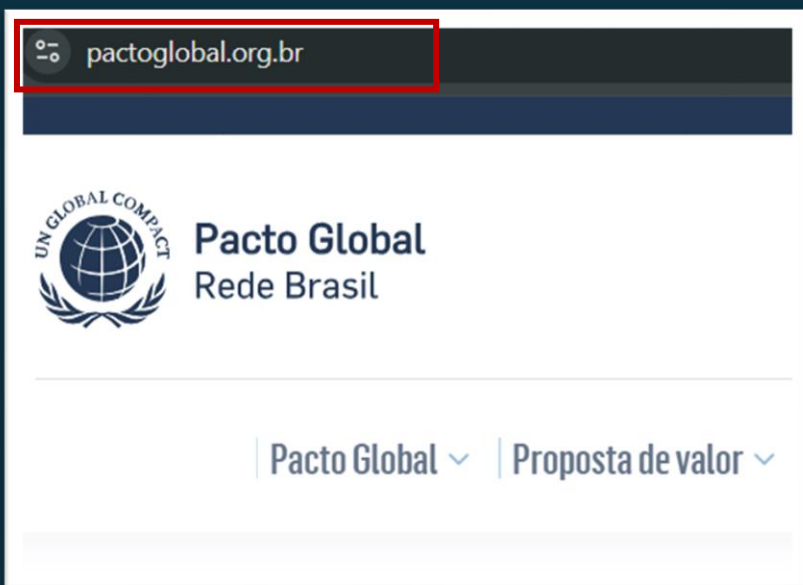 pactoglobal.org.br
UN GLOBAL COMPACT
Pacto Global
Rede Brasil
Pacto Global
Proposta de valor